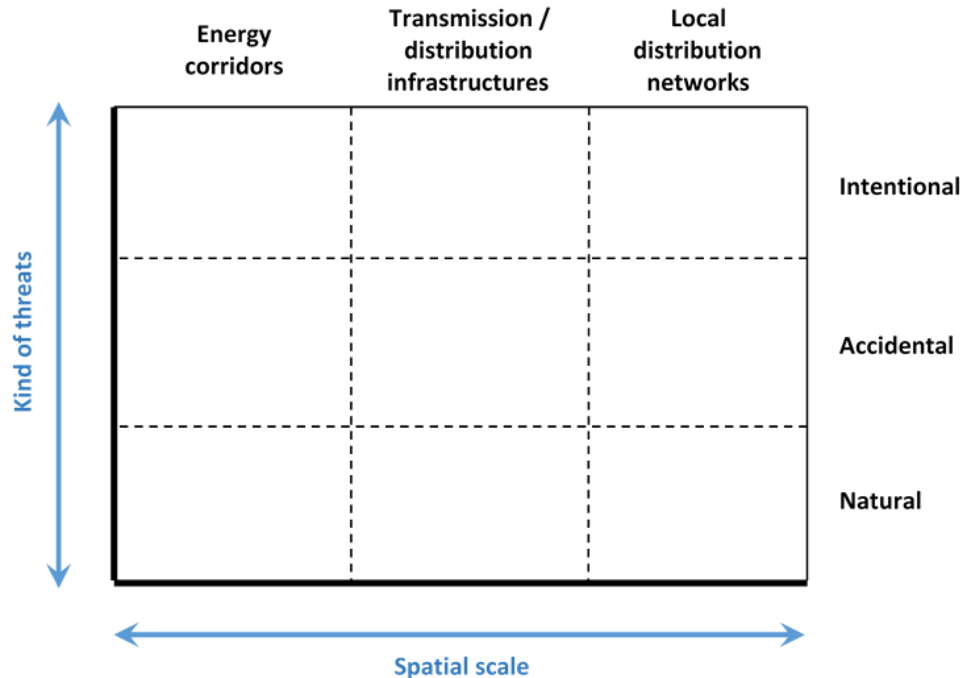 Energy
corridors
Transmission /
distribution
infrastructures
Local
distribution
networks
Intentional
Kind of threats
Accidental
Natural
Spatial scale